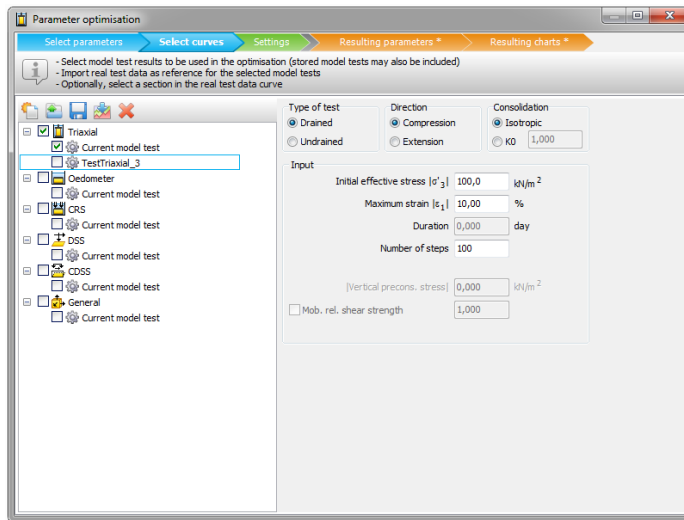 Parameter optimisation
Select parameters Select curves Settings Resulting parameters * Resulting charts *
- Select model test results to be used in the optimisation (stored model tests may also be included)
- Import real test data as reference for the selected model tests
- Optionally, select a section in the real test data curve
Triaxial
Current model test
TestTriaxial_3
Oedometer
Current model test
CRS
Current model test
DSS
Current model test
CDSS
Current model test
General
Current model test
Type of test
Drained
Undrained
Direction
Compression
Extension
Consolidation
Isotropic
K0 1,000
Input
Initial effective stress |σ'₃| 100,0 kN/m ²
Maximum strain |ε₁| 10,00 %
Duration 0,000 day
Number of steps 100
|Vertical precons. stress| 0,000 kN/m ²
Mob. rel. shear strength 1,000